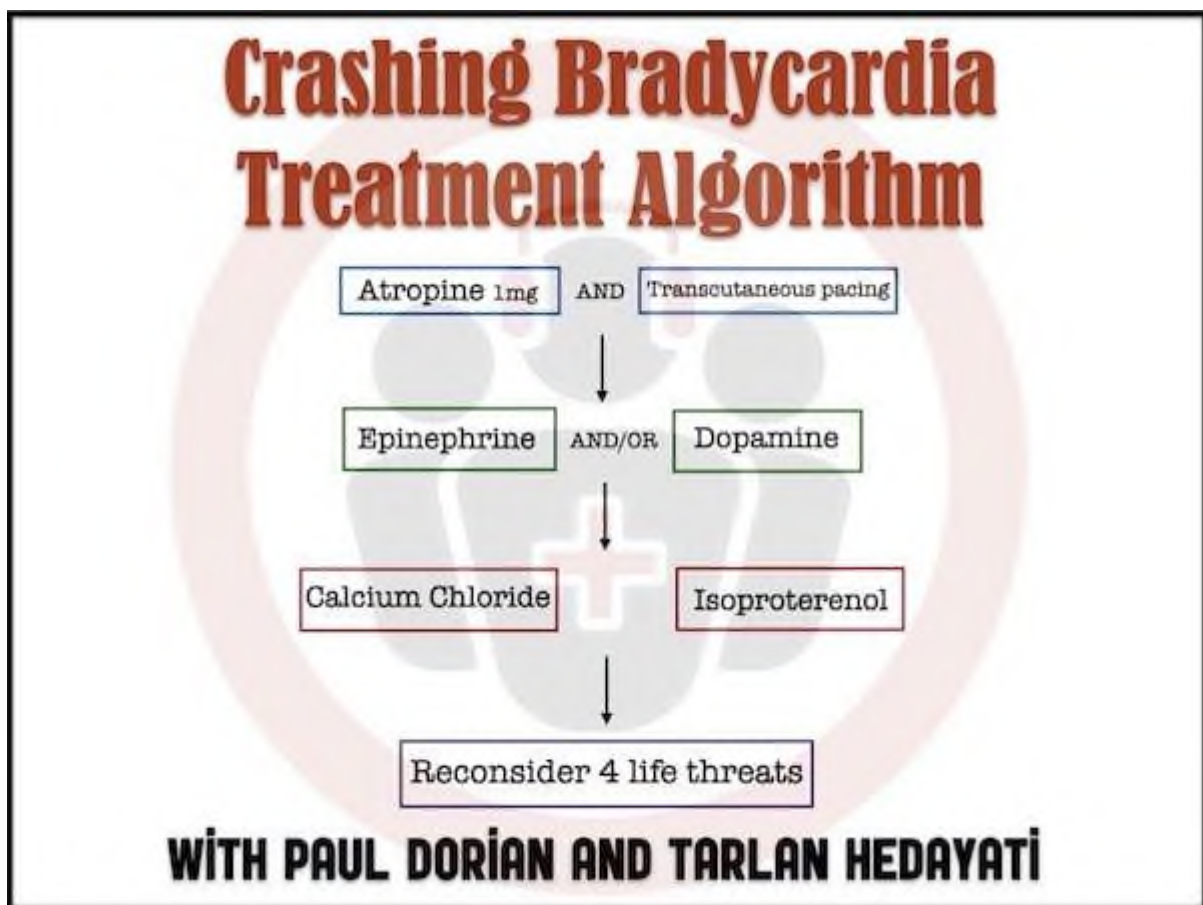 Crashing Bradycardia
Treatment Algorithm
Atropine 1mg AND Transcutaneous pacing
Epinephrine AND/OR Dopamine
Calcium Chloride Isoproterenol
Reconsider 4 life threats
WiTH PAUL DORiAN AND TARLAN HEDAYATi